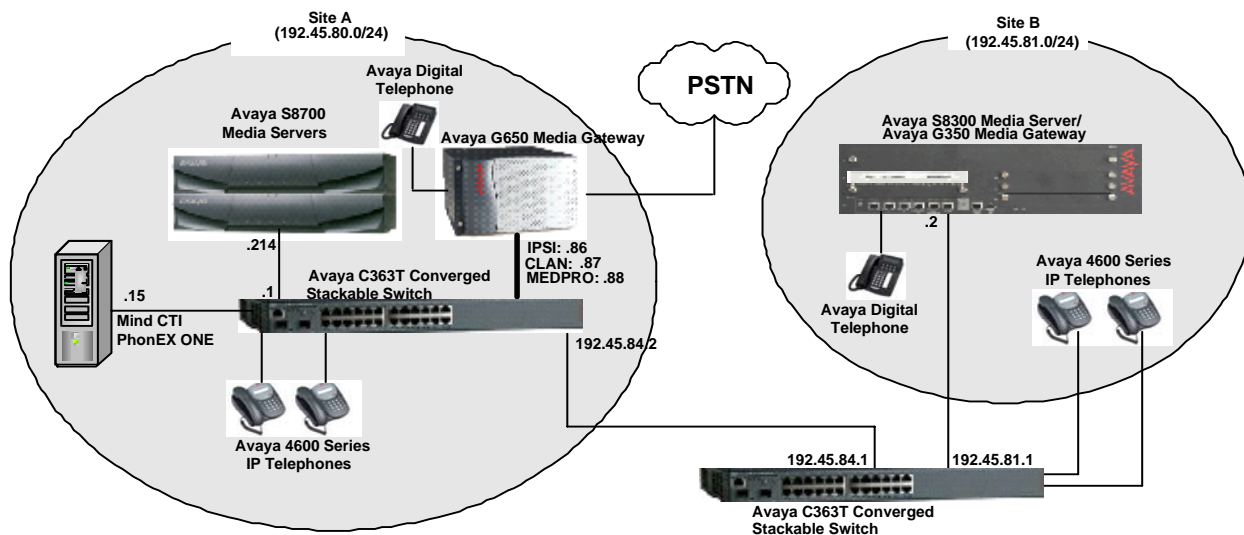 Site A
(192.45.80.0/24)
Site B
(192.45.81.0/24)
PSTN
Avaya Digital
Telephone
Avaya S8700
Media Servers
Avaya G650 Media Gateway
Avaya S8300 Media Server/
Avaya G350 Media Gateway
AVAYA
.2
.214
IPSI: .86
CLAN: .87
MEDPRO: .88
Avaya C363T Converged
Stackable Switch
.15
.1
Mind CTI
PhonEX ONE
192.45.84.2
Avaya 4600 Series
IP Telephones
Avaya Digital
Telephone
Avaya 4600 Series
IP Telephones
192.45.84.1
192.45.81.1
Avaya C363T Converged
Stackable Switch